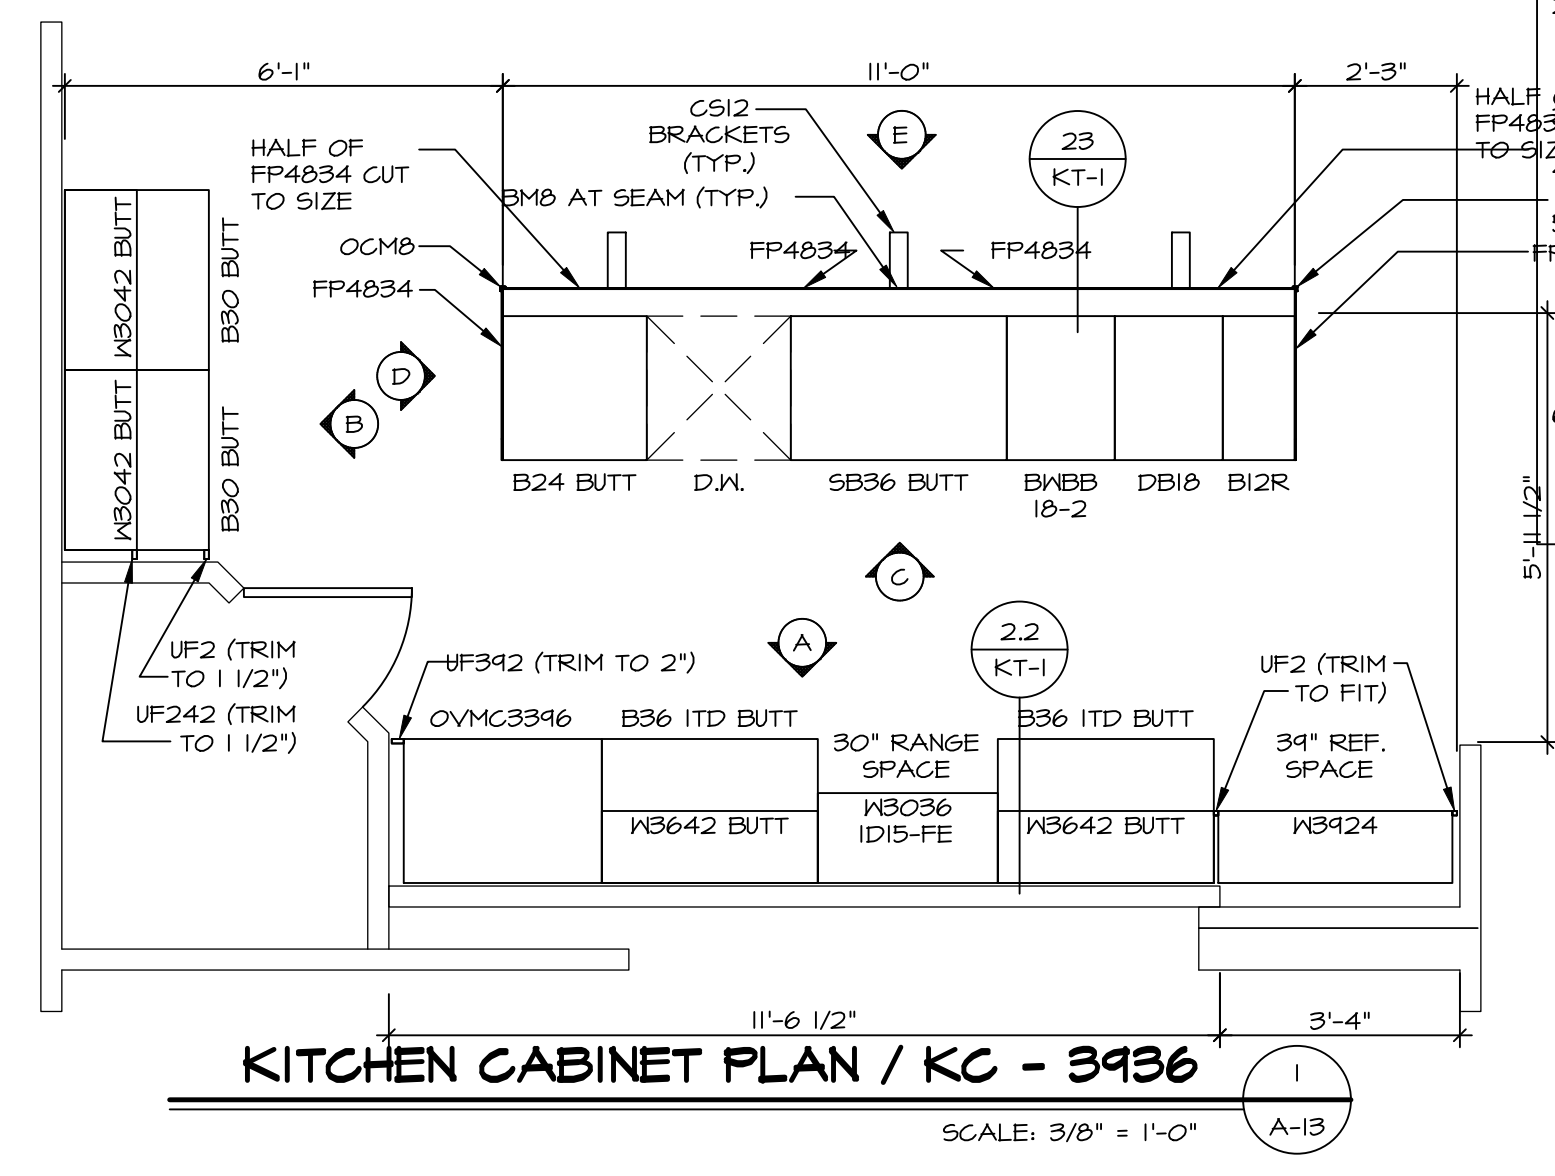 6'-1"
11'-0"
2'-3"
CS12
BRACKETS
(TYP.)
E
23
KT-1
HALF OF
FP4834 CUT
TO SIZE
HALF
FP483
TO SIZ
BM8 AT SEAM (TYP.)
OCM8
FP4834
FP4834
FP4834
W3042 BUTT
B30 BUTT
W3042 BUTT
B30 BUTT
D
B
B24 BUTT
D.W.
SB36 BUTT
BWBB
18-2
DB18
B12R
5'-11 1/2"
C
A
2.2
KT-1
UF2 (TRIM
TO 1 1/2")
UF242 (TRIM
TO 1 1/2")
UF392 (TRIM TO 2")
UF2 (TRIM
TO FIT)
OVMC3396
B36 1TD BUTT
30" RANGE
SPACE
B36 1TD BUTT
39" REF.
SPACE
W3642 BUTT
W3036
1D15-FE
W3642 BUTT
W3924
11'-6 1/2"
3'-4"
KITCHEN CABINET PLAN / KC - 3936
1
A-13
SCALE: 3/8" = 1'-0"